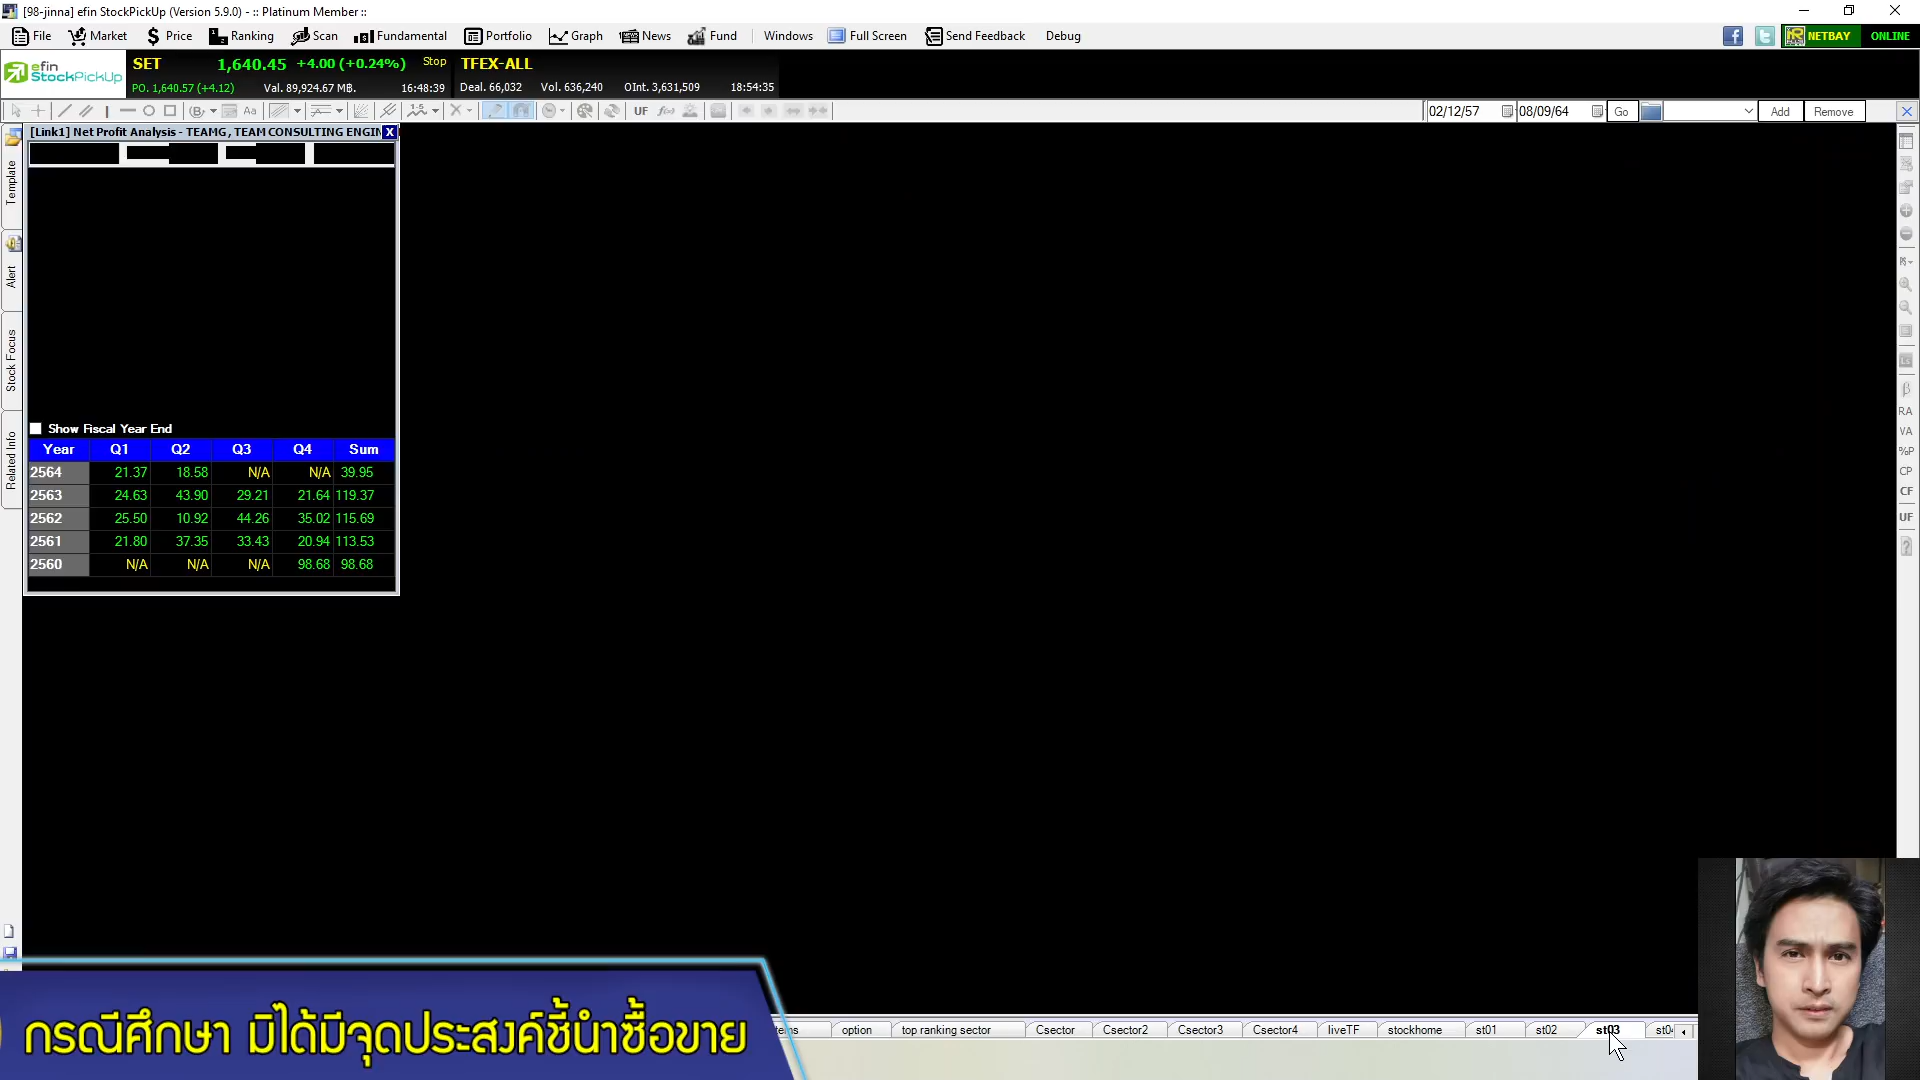 [98-jinna] efin StockPickUp (Version 5.9.0) - :: Platinum Member ::
File Market Price Ranking Scan Fundamental Portfolio Graph News Fund Windows Full Screen Send Feedback Debug NETBAY ONLINE
efin StockPickUp
SET 1,640.45 +4.00 (+0.24%) Stop TFEX-ALL
PO. 1,640.57 (+4.12) Val. 89,924.67 M฿. 16:48:39 Deal. 66,032 Vol. 636,240 OInt. 3,631,509 18:54:35
UF 02/12/57 08/09/64 Go Add Remove
[Link1] Net Profit Analysis - TEAMG, TEAM CONSULTING ENGIN
Template
Alert
Stock Focus
Related Info
Show Fiscal Year End
Year Q1 Q2 Q3 Q4 Sum
2564 21.37 18.58 N/A N/A 39.95
2563 24.63 43.90 29.21 21.64 119.37
2562 25.50 10.92 44.26 35.02 115.69
2561 21.80 37.35 33.43 20.94 113.53
2560 N/A N/A N/A 98.68 98.68
RA
VA
%P
CP
CF
UF
option top ranking sector Csector Csector2 Csector3 Csector4 liveTF stockhome st01 st02 st03
กรณีศึกษา มิได้มีจุดประสงค์ชี้นำซื้อขาย